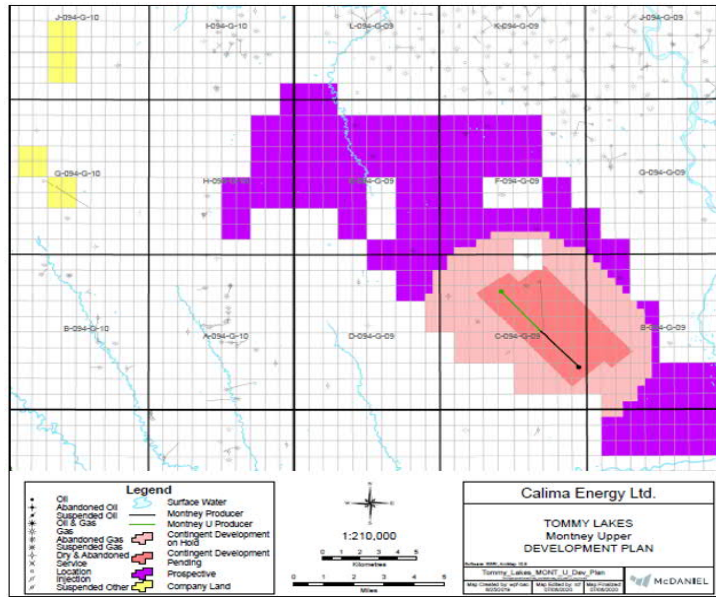 J-094-G-10
I-094-G-10
L-094-G-09
K-094-G-09
J-094-G-09
G-094-G-10
F-094-G-09
G-094-G-09
B-094-G-10
A-094-G-10
D-094-G-09
C-094-G-09
B-094-G-09
Legend
Oil
Abandoned Oil
Suspended Oil
Oil & Gas
Gas
Abandoned Gas
Suspended Gas
Dry & Abandoned
Service
Location
Injection
Suspended Other
Surface Water
Montney Producer
Montney U Producer
Contingent Development
on Hold
Contingent Development
Pending
Prospective
Company Land
1:210,000
Kilometres
Miles
Calima Energy Ltd.
TOMMY LAKES
Montney Upper
DEVELOPMENT PLAN
Tommy_Lakes_MONT_U_Dev_Plan
McDANIEL